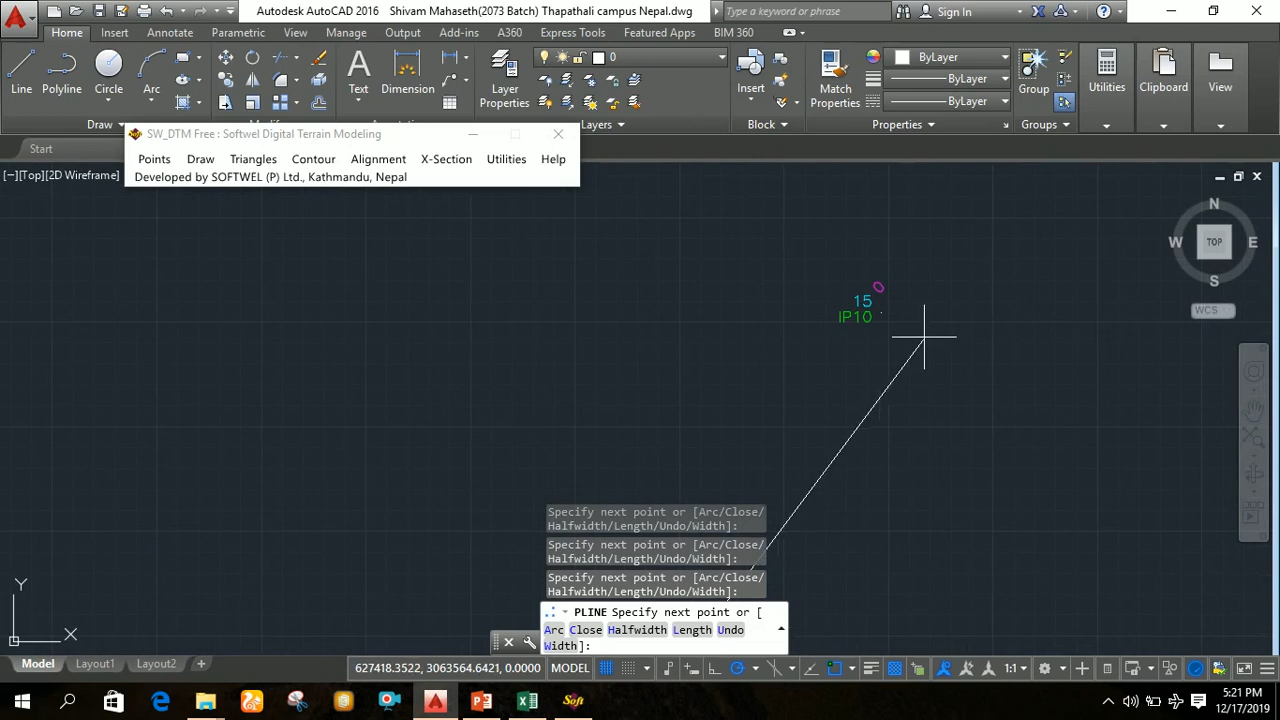 Autodesk AutoCAD 2016 Shivam Mahaseth(2073 Batch) Thapathali campus Nepal.dwg
Type a keyword or phrase
Sign In
Home Insert Annotate Parametric View Manage Output Add-ins A360 Express Tools Featured Apps BIM 360
0
ByLayer
Line Polyline Circle Arc
Text Dimension
Layer
Properties
Insert
Match
Properties
ByLayer
ByLayer
Group
Utilities Clipboard View
Draw
Layers
Block
Properties
Groups
SW_DTM Free : Softwel Digital Terrain Modeling
Start
Points Draw Triangles Contour Alignment X-Section Utilities Help
Developed by SOFTWEL (P) Ltd., Kathmandu, Nepal
[−][Top][2D Wireframe]
N
W TOP E
S
WCS
0
15
IP10
Specify next point or [Arc/Close/
Halfwidth/Length/Undo/Width]:
Specify next point or [Arc/Close/
Halfwidth/Length/Undo/Width]:
Specify next point or [Arc/Close/
Halfwidth/Length/Undo/Width]:
PLINE Specify next point or [
Arc Close Halfwidth Length Undo
Width]:
Y
X
Model Layout1 Layout2 +
627418.3522, 3063564.6421, 0.0000 MODEL
1:1
Soft
5:21 PM
12/17/2019